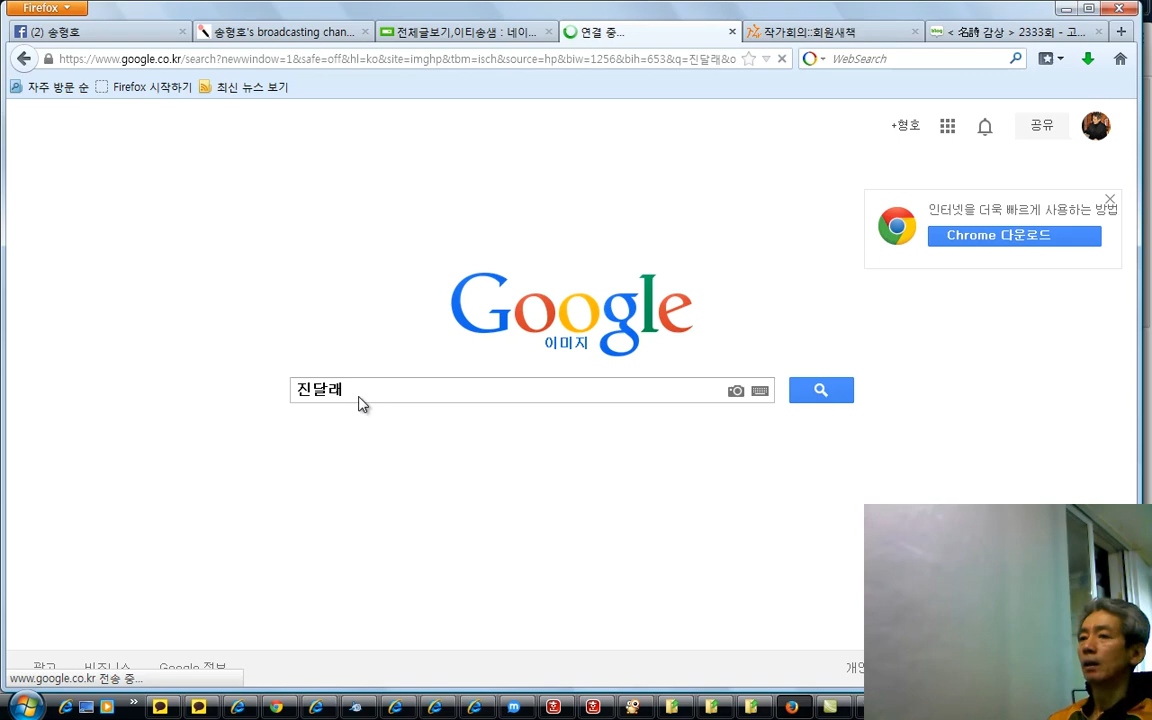 Firefox
(2) 송형호
송형호's broadcasting chan...
전체글보기,이티송샘 : 네이...
연결 중...
작가회의::회원새책
< 名詩 감상 > 2333회 - 고...
https://www.google.co.kr/search?newwindow=1&safe=off&hl=ko&site=imghp&tbm=isch&source=hp&biw=1256&bih=653&q=진달래&o
WebSearch
자주 방문 순
Firefox 시작하기
최신 뉴스 보기
+형호
공유
인터넷을 더욱 빠르게 사용하는 방법
Chrome 다운로드
Google
이미지
진달래
광고
비즈니스
Google 정보
www.google.co.kr 전송 중...